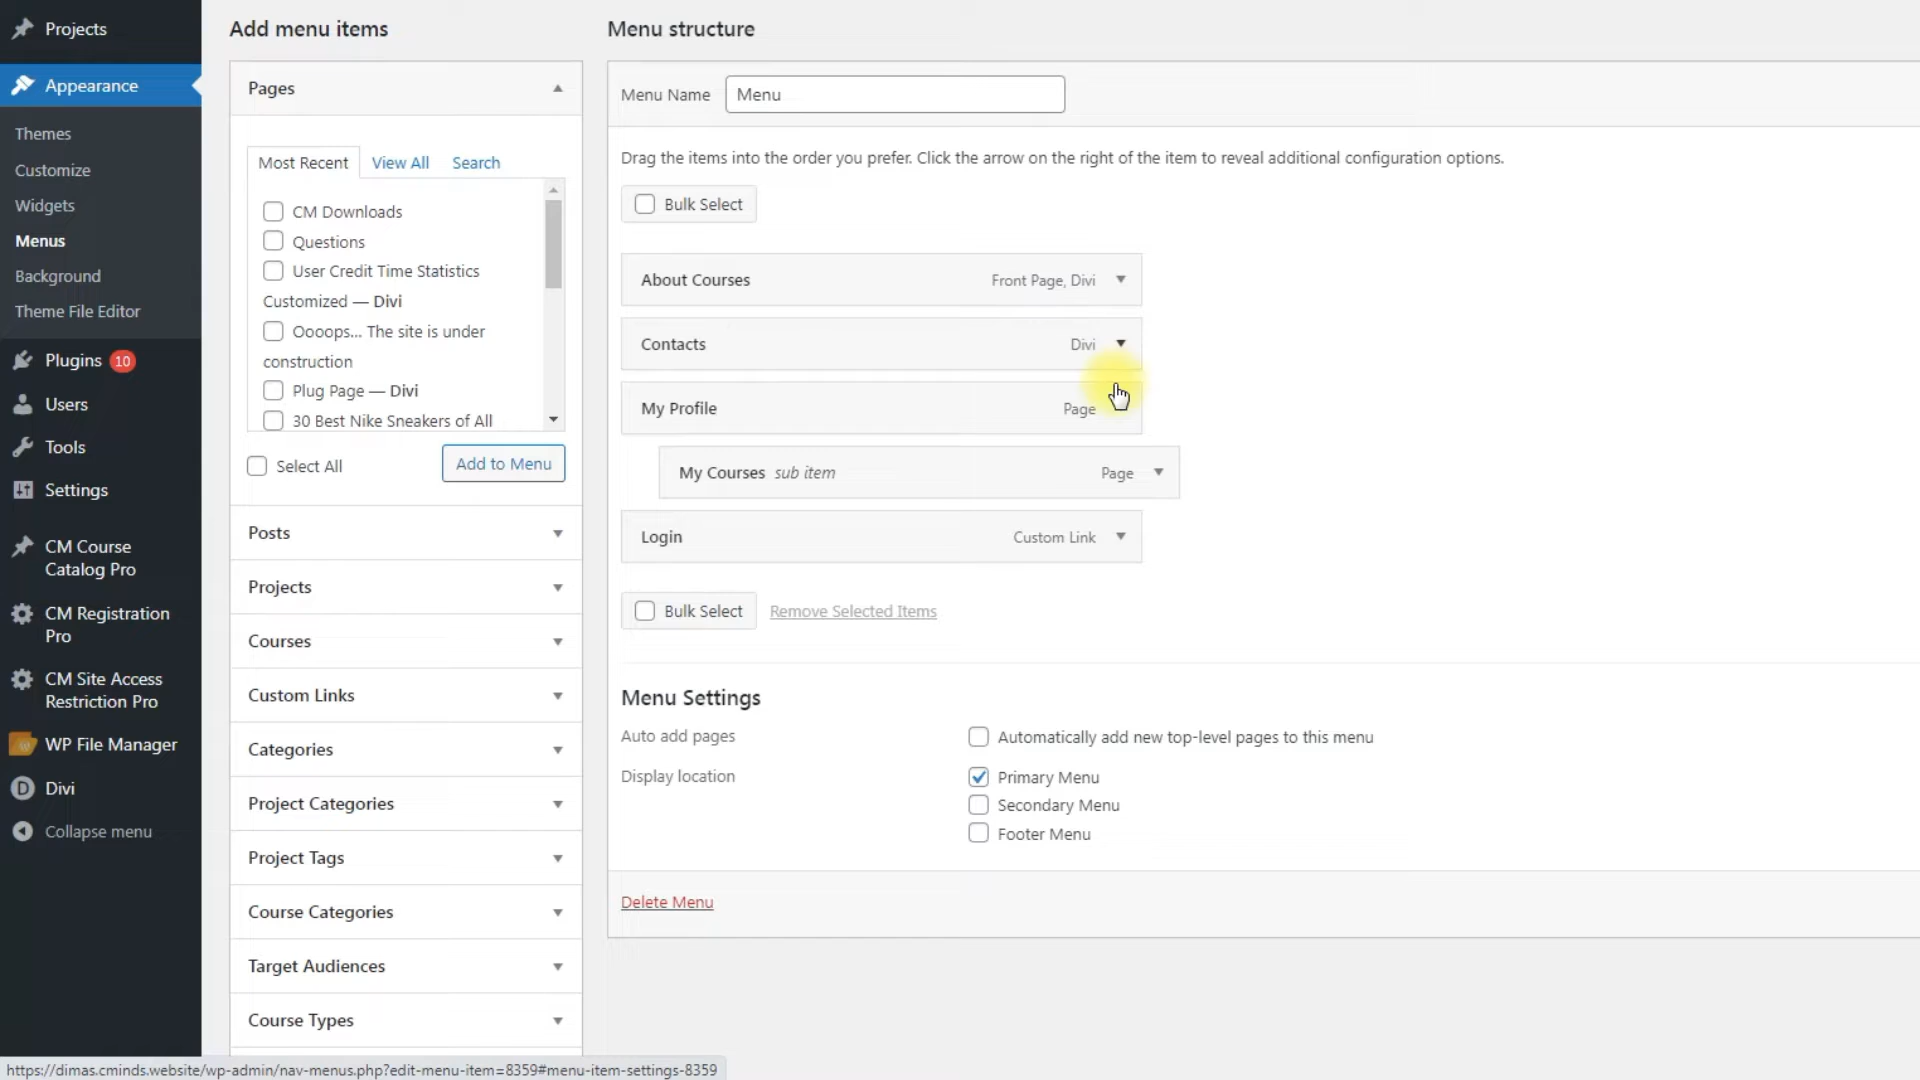 Projects
Appearance
Themes
Customize
Widgets
Menus
Background
Theme File Editor
Plugins 10
Users
Tools
Settings
CM Course
Catalog Pro
CM Registration
Pro
CM Site Access
Restriction Pro
WP File Manager
Divi
Collapse menu
Add menu items
Pages
Most Recent View All Search
CM Downloads
Questions
User Credit Time Statistics
Customized — Divi
Oooops... The site is under
construction
Plug Page — Divi
30 Best Nike Sneakers of All
Select All Add to Menu
Posts
Projects
Courses
Custom Links
Categories
Project Categories
Project Tags
Course Categories
Target Audiences
Course Types
Menu structure
Menu Name Menu
Drag the items into the order you prefer. Click the arrow on the right of the item to reveal additional configuration options.
Bulk Select
About Courses Front Page, Divi
Contacts Divi
My Profile Page
My Courses sub item Page
Login Custom Link
Bulk Select Remove Selected Items
Menu Settings
Auto add pages Automatically add new top-level pages to this menu
Display location Primary Menu
Secondary Menu
Footer Menu
Delete Menu
https://dimas.cminds.website/wp-admin/nav-menus.php?edit-menu-item=8359#menu-item-settings-8359